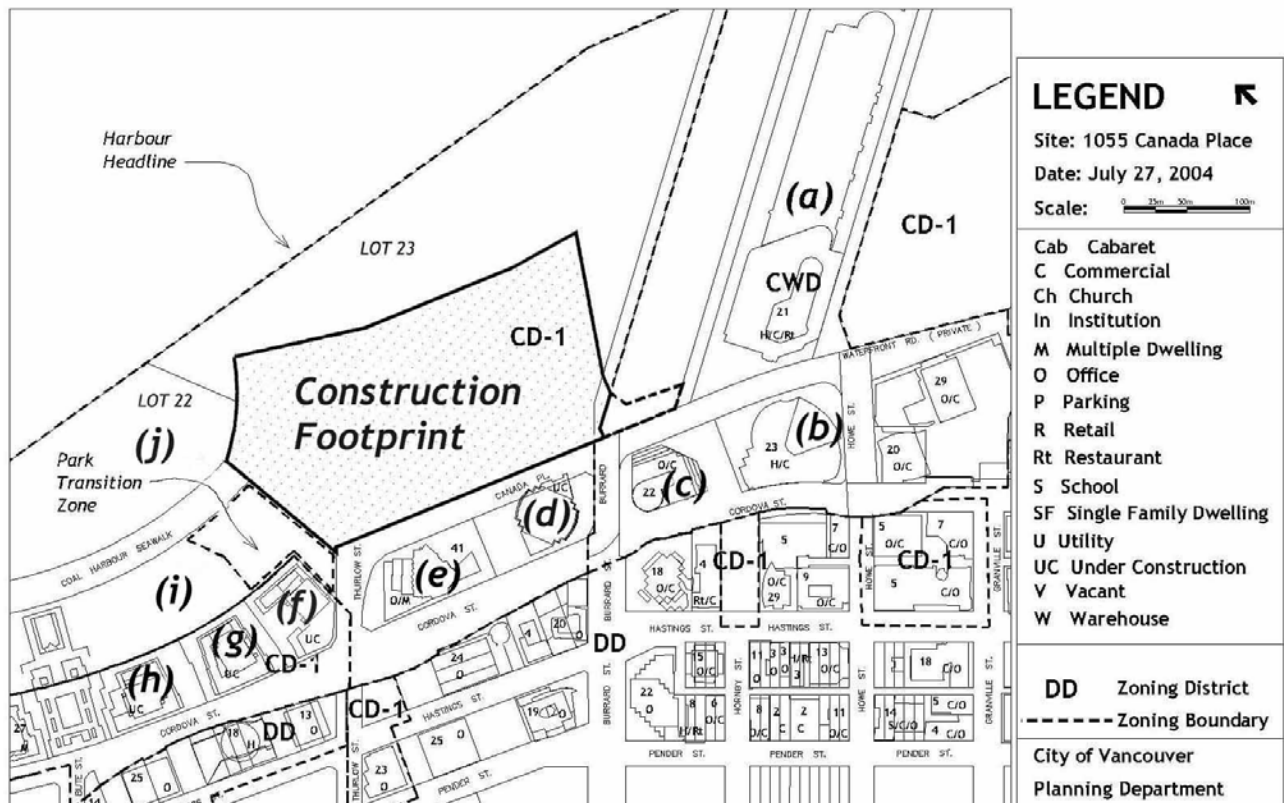 Harbour
Headline
LOT 23
(a)
CD-1
CWD
21
H/C/Rt
CD-1
Construction
Footprint
WATERFRONT RD. ( PRIVATE )
29
O/C
LOT 22
(j)
Park
Transition
Zone
23
H/C
(b)
HOWE ST.
20
O/C
O/C
22
(c)
BURRARD
CANADA PL.
UC
(d)
CORDOVA ST.
COAL HARBOUR SEAWALK
(i)
THURLOW ST.
41
(e)
O/M
CORDOVA ST.
(f)
UC
(g)
UC
CD-1
(h)
UC
CORDOVA ST.
27
M
BUTE ST.
DD
18
H
13
O
25
O
14
BURRARD ST.
18
O/C
4
Rt/C
CD-1
5
7
C/O
O/C
29
9
O/C
HOWE ST.
5
O/C
7
C/O
CD-1
5
C/O
GRANVILLE ST.
HASTINGS ST.
HASTINGS ST.
DD
20
O
4
24
O
HASTINGS ST.
CD-1
19
O
25
O
23
O
THURLOW ST.
PENDER ST.
BURRARD ST.
22
O
15
O/C
8
H/Rt
6
O/C
HORNBY ST.
11
O
3
O
3
O
H/Rt
3
13
O/C
8
O/C
2
C
2
C
11
O/C
HOWE ST.
18
C/O
14
S/C/O
5
C/O
4
C/O
GRANVILLE ST.
PENDER ST.
PENDER ST.
PENDER ST.
LEGEND
Site: 1055 Canada Place
Date: July 27, 2004
Scale:
0 25m 50m 100m
Cab Cabaret
C Commercial
Ch Church
In Institution
M Multiple Dwelling
O Office
P Parking
R Retail
Rt Restaurant
S School
SF Single Family Dwelling
U Utility
UC Under Construction
V Vacant
W Warehouse
DD Zoning District
Zoning Boundary
City of Vancouver
Planning Department